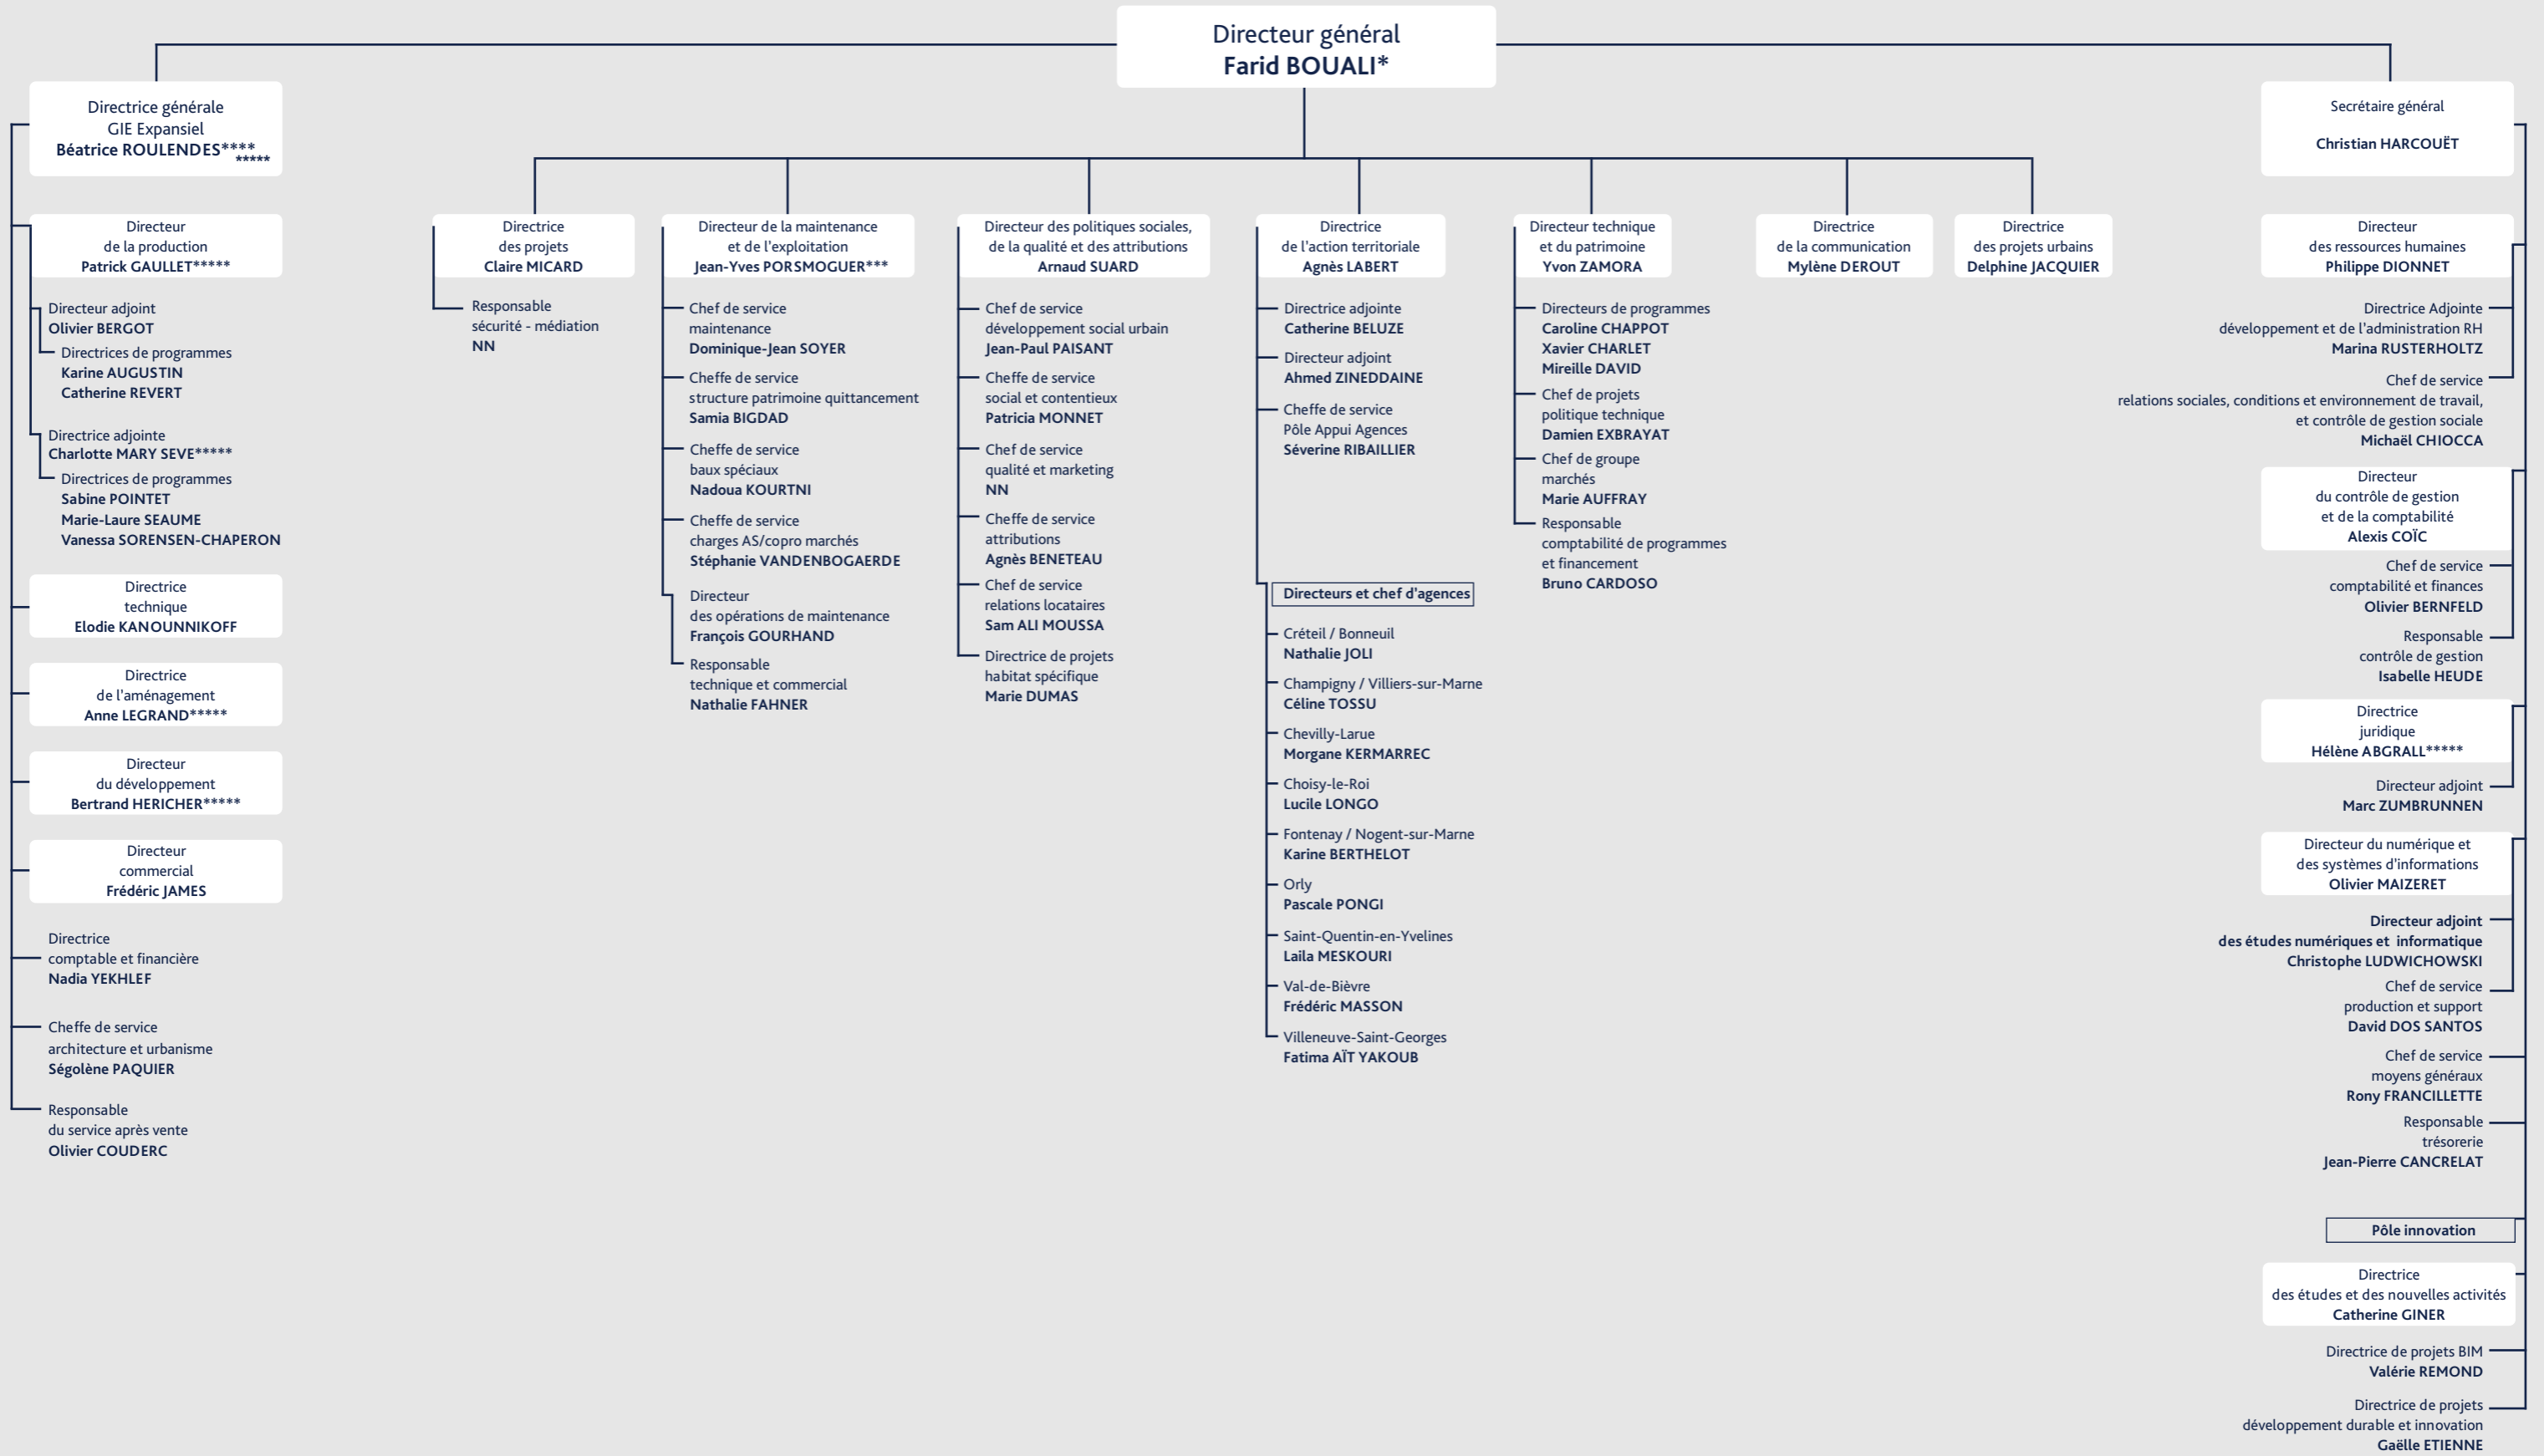 Directeur général
Farid BOUALI*
Directrice générale
GIE Expansiel
Béatrice ROULENDES****
*****
Directeur
de la production
Patrick GAULLET*****
Directeur adjoint
Olivier BERGOT
Directrices de programmes
Karine AUGUSTIN
Catherine REVERT
Directrice adjointe
Charlotte MARY SEVE*****
Directrices de programmes
Sabine POINTET
Marie-Laure SEAUME
Vanessa SORENSEN-CHAPERON
Directrice
technique
Elodie KANOUNNIKOFF
Directrice
de l'aménagement
Anne LEGRAND*****
Directeur
du développement
Bertrand HERICHER*****
Directeur
commercial
Frédéric JAMES
Directrice
comptable et financière
Nadia YEKHLEF
Cheffe de service
architecture et urbanisme
Ségolène PAQUIER
Responsable
du service après vente
Olivier COUDERC
Directrice
des projets
Claire MICARD
Responsable
sécurité - médiation
NN
Directeur de la maintenance
et de l'exploitation
Jean-Yves PORSMOGUER***
Chef de service
maintenance
Dominique-Jean SOYER
Cheffe de service
structure patrimoine quittancement
Samia BIGDAD
Cheffe de service
baux spéciaux
Nadoua KOURTNI
Cheffe de service
charges AS/copro marchés
Stéphanie VANDENBOGAERDE
Directeur
des opérations de maintenance
François GOURHAND
Responsable
technique et commercial
Nathalie FAHNER
Directeur des politiques sociales,
de la qualité et des attributions
Arnaud SUARD
Chef de service
développement social urbain
Jean-Paul PAISANT
Cheffe de service
social et contentieux
Patricia MONNET
Chef de service
qualité et marketing
NN
Cheffe de service
attributions
Agnès BENETEAU
Chef de service
relations locataires
Sam ALI MOUSSA
Directrice de projets
habitat spécifique
Marie DUMAS
Directrice
de l'action territoriale
Agnès LABERT
Directrice adjointe
Catherine BELUZE
Directeur adjoint
Ahmed ZINEDDAINE
Cheffe de service
Pôle Appui Agences
Séverine RIBAILLIER
Directeurs et chef d'agences
Créteil / Bonneuil
Nathalie JOLI
Champigny / Villiers-sur-Marne
Céline TOSSU
Chevilly-Larue
Morgane KERMARREC
Choisy-le-Roi
Lucile LONGO
Fontenay / Nogent-sur-Marne
Karine BERTHELOT
Orly
Pascale PONGI
Saint-Quentin-en-Yvelines
Laila MESKOURI
Val-de-Bièvre
Frédéric MASSON
Villeneuve-Saint-Georges
Fatima AÏT YAKOUB
Directeur technique
et du patrimoine
Yvon ZAMORA
Directeurs de programmes
Caroline CHAPPOT
Xavier CHARLET
Mireille DAVID
Chef de projets
politique technique
Damien EXBRAYAT
Chef de groupe
marchés
Marie AUFFRAY
Responsable
comptabilité de programmes
et financement
Bruno CARDOSO
Directrice
de la communication
Mylène DEROUT
Directrice
des projets urbains
Delphine JACQUIER
Secrétaire général
Christian HARCOUËT
Directeur
des ressources humaines
Philippe DIONNET
Directrice Adjointe
développement et de l'administration RH
Marina RUSTERHOLTZ
Chef de service
relations sociales, conditions et environnement de travail,
et contrôle de gestion sociale
Michaël CHIOCCA
Directeur
du contrôle de gestion
et de la comptabilité
Alexis COÏC
Chef de service
comptabilité et finances
Olivier BERNFELD
Responsable
contrôle de gestion
Isabelle HEUDE
Directrice
juridique
Hélène ABGRALL*****
Directeur adjoint
Marc ZUMBRUNNEN
Directeur du numérique et
des systèmes d'informations
Olivier MAIZERET
Directeur adjoint
des études numériques et informatique
Christophe LUDWICHOWSKI
Chef de service
production et support
David DOS SANTOS
Chef de service
moyens généraux
Rony FRANCILLETTE
Responsable
trésorerie
Jean-Pierre CANCRELAT
Pôle innovation
Directrice
des études et des nouvelles activités
Catherine GINER
Directrice de projets BIM
Valérie REMOND
Directrice de projets
développement durable et innovation
Gaëlle ETIENNE